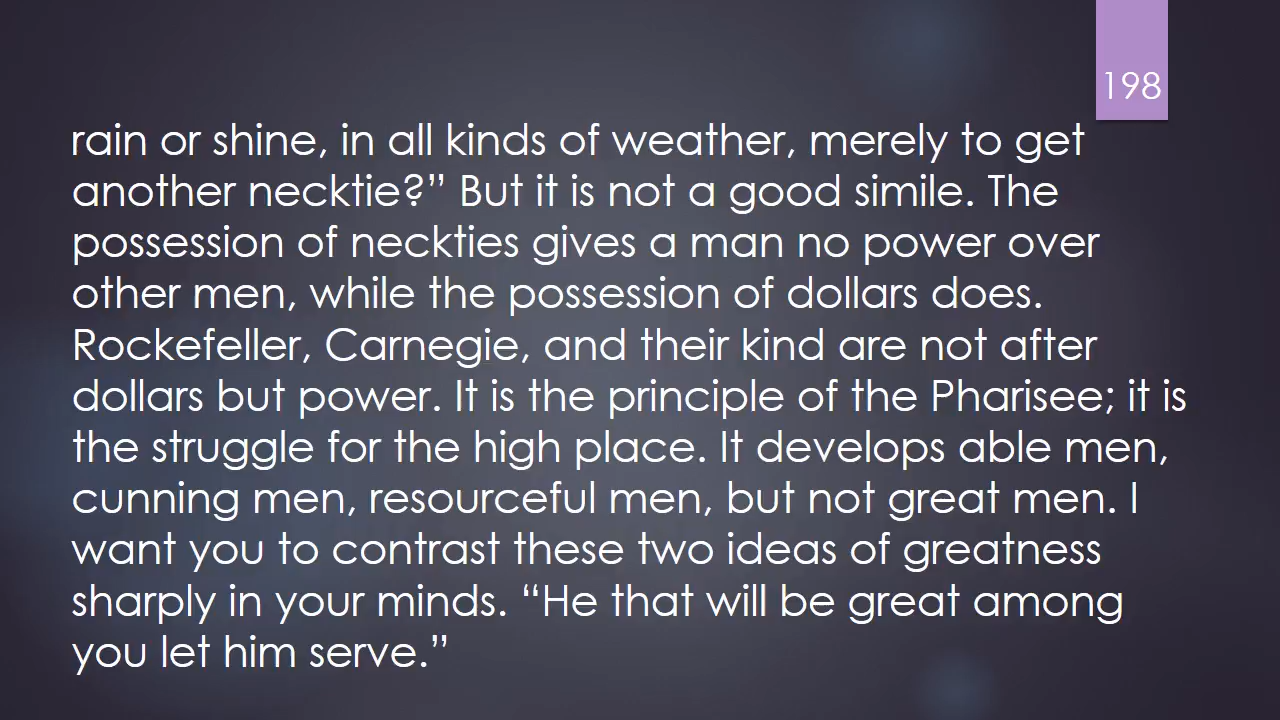 198
rain or shine, in all kinds of weather, merely to get
another necktie?” But it is not a good simile. The
possession of neckties gives a man no power over
other men, while the possession of dollars does.
Rockefeller, Carnegie, and their kind are not after
dollars but power. It is the principle of the Pharisee; it is
the struggle for the high place. It develops able men,
cunning men, resourceful men, but not great men. I
want you to contrast these two ideas of greatness
sharply in your minds. “He that will be great among
you let him serve.”